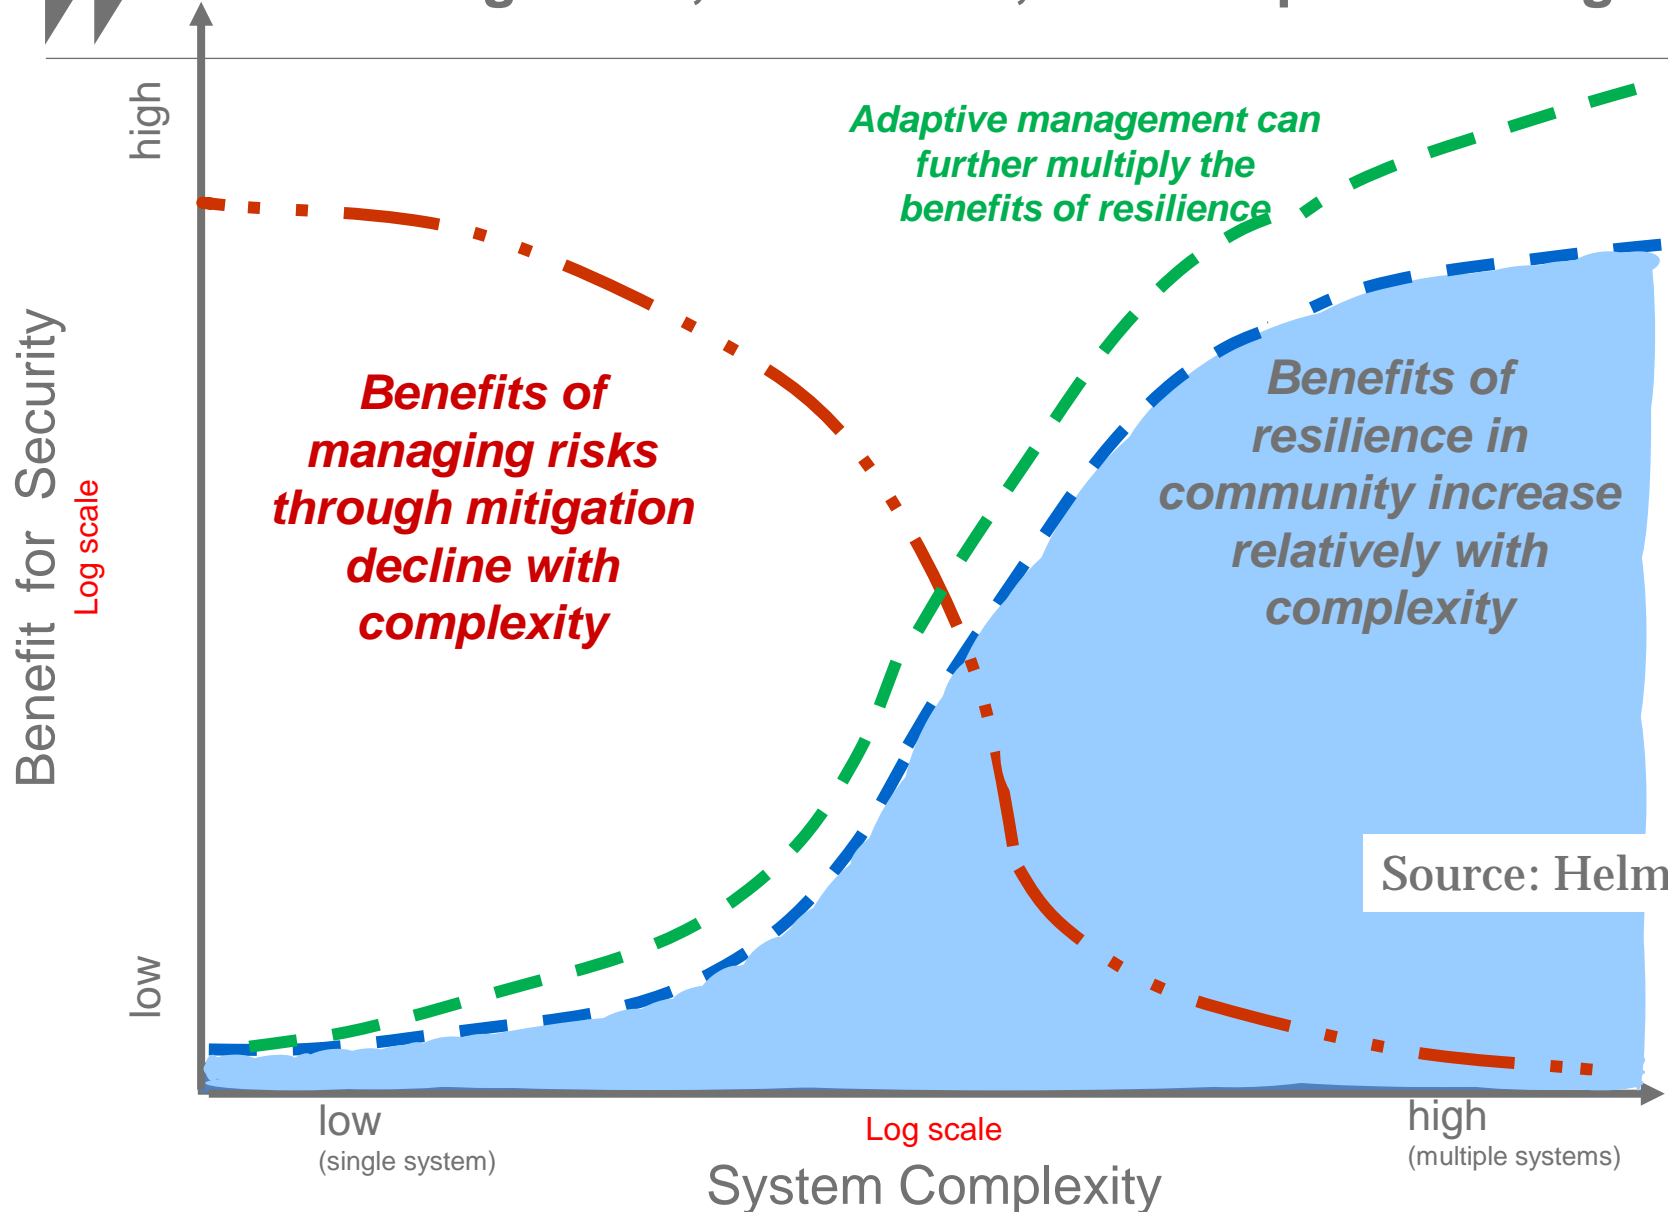 high
Adaptive management can
further multiply the
benefits of resilience
Benefit for Security
Log scale
Benefits of
managing risks
through mitigation
decline with
complexity
Benefits of
resilience in
community increase
relatively with
complexity
Source: Helm
low
low
(single system)
Log scale
high
(multiple systems)
System Complexity